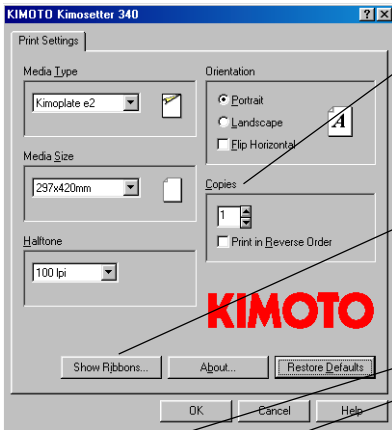 KIMOTO Kimosetter 340
Print Settings
Media Type
Kimoplate e2
Media Size
297x420mm
Halftone
100 lpi
Orientation
Portrait
Landscape
Flip Horizontal
A
Copies
1
Print in Reverse Order
KIMOTO
Show Ribbons...
About...
Restore Defaults
OK
Cancel
Help